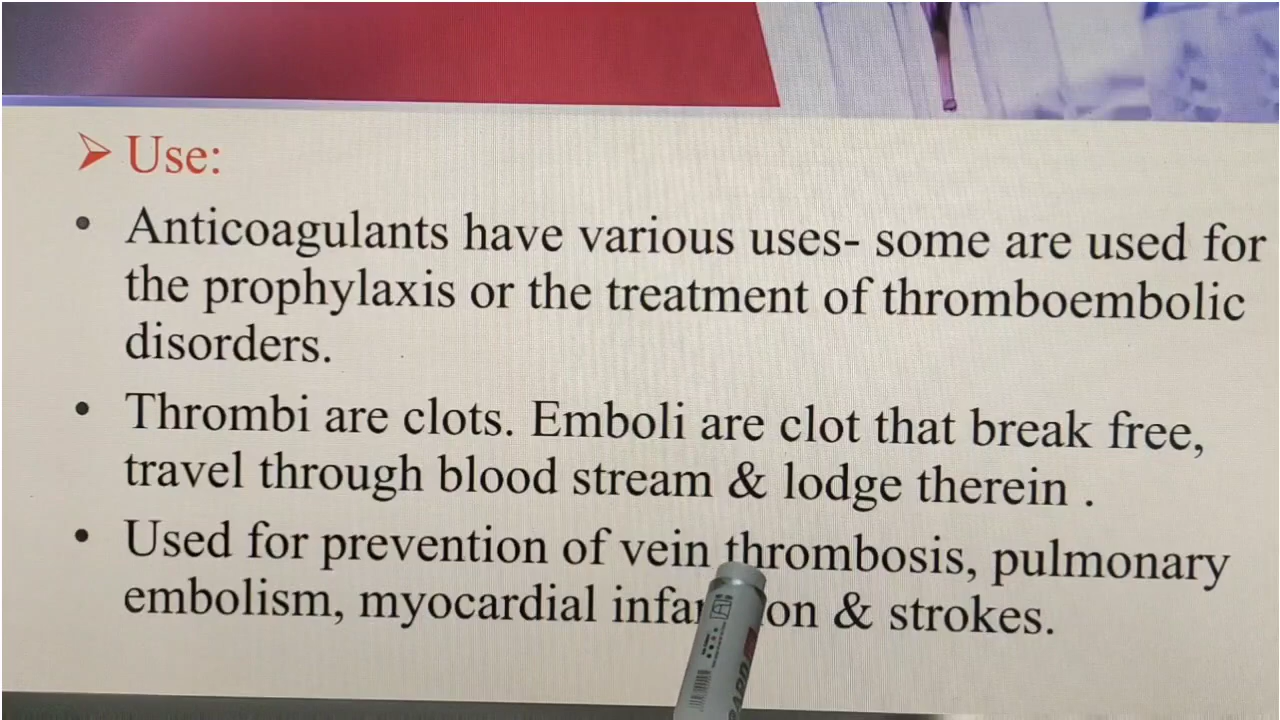 Use:
Anticoagulants have various uses- some are used for
the prophylaxis or the treatment of thromboembolic
disorders.
Thrombi are clots. Emboli are clot that break free,
travel through blood stream & lodge therein .
Used for prevention of vein thrombosis, pulmonary
embolism, myocardial & strokes.